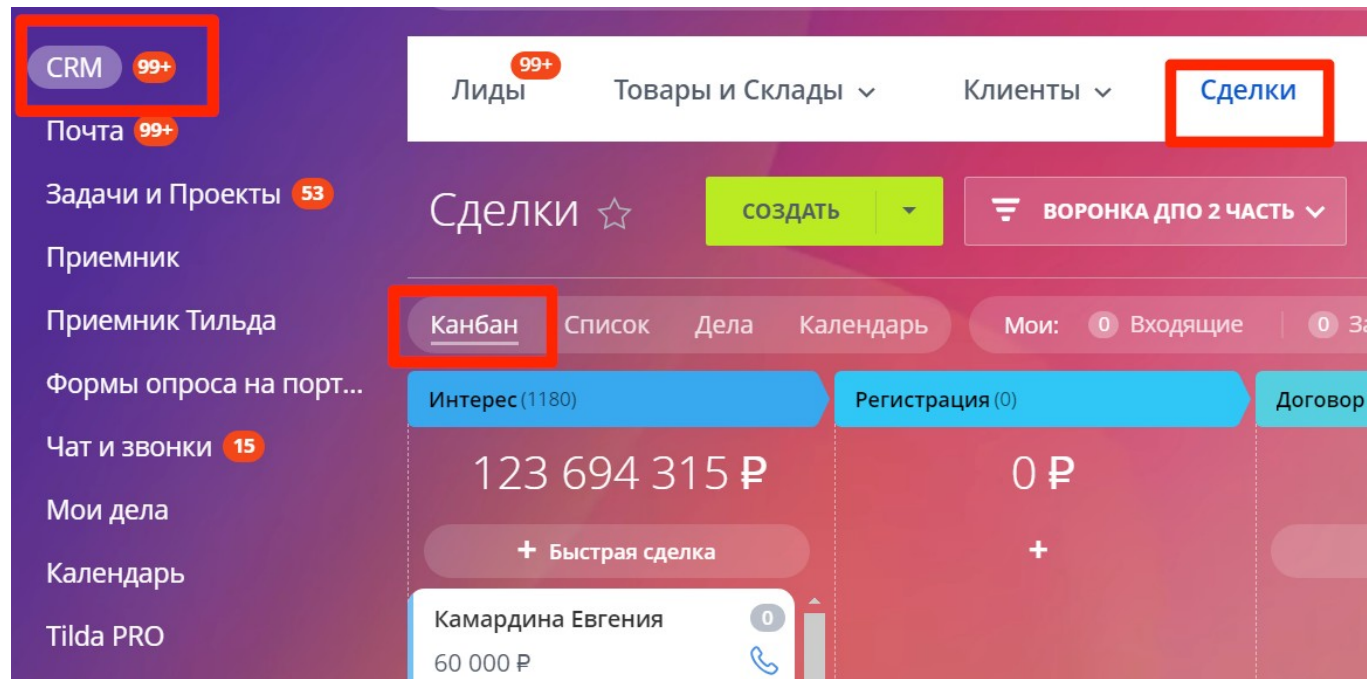 CRM 99+
Почта 99+
Задачи и Проекты 53
Приемник
Приемник Тильда
Формы опроса на порт...
Чат и звонки 15
Мои дела
Календарь
Tilda PRO
Лиды 99+ Товары и Склады Клиенты Сделки
Сделки СОЗДАТЬ ВОРОНКА ДПО 2 ЧАСТЬ
Канбан Список Дела Календарь Мои: 0 Входящие 0
Интерес (1180) Регистрация (0) Договор
123 694 315 ₽ 0 ₽
+ Быстрая сделка +
Камардина Евгения 0
60 000 ₽